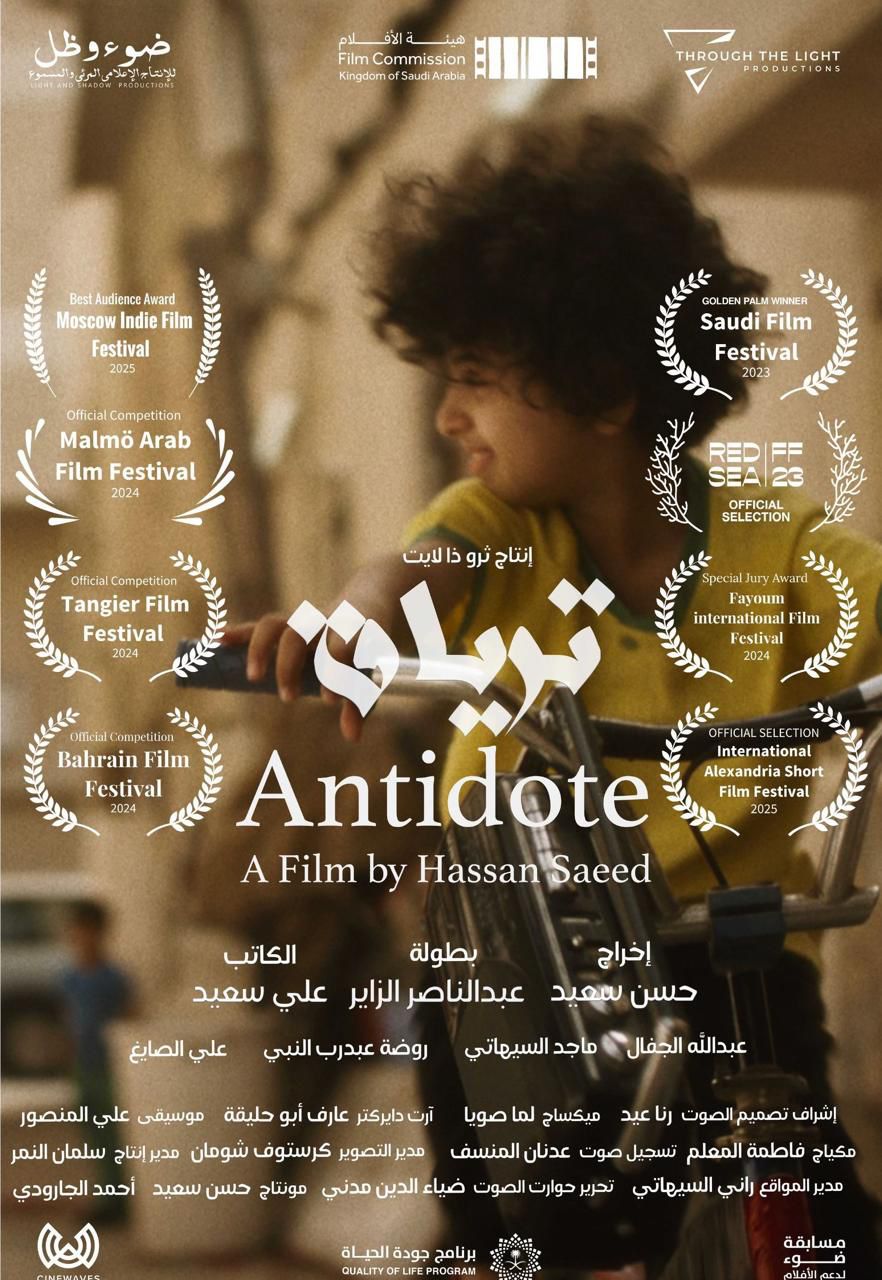 ضوء وظل
للإنتاج الإعلامي المرئي والمسموع
LIGHT AND SHADOW PRODUCTIONS
هيئة الأفلام
Film Commission
Kingdom of Saudi Arabia
THROUGH THE LIGHT
PRODUCTIONS
Best Audience Award
Moscow Indie Film
Festival
2025
GOLDEN PALM WINNER
Saudi Film
Festival
2023
Official Competition
Malmö Arab
Film Festival
2024
RED FF
SEA 23
OFFICIAL
SELECTION
Official Competition
Tangier Film
Festival
2024
Special Jury Award
Fayoum
international Film
Festival
2024
Official Competition
Bahrain Film
Festival
2024
OFFICIAL SELECTION
International
Alexandria Short
Film Festival
2025
إنتاج ثرو ذا لايت
ترياق
Antidote
A Film by Hassan Saeed
إخراج بطولة الكاتب
حسن سعيد عبدالناصر الزاير علي سعيد
عبدالله الجفال ماجد السيهاتي روضة عبدرب النبي علي الصايغ
إشراف تصميم الصوت رنا عيد ميكساج لما صويا آرت دايركتر عارف أبو حليقة موسيقى علي المنصور
مكياج فاطمة المعلم تسجيل صوت عدنان المنسف مدير التصوير كرستوف شومان مدير إنتاج سلمان النمر
مدير المواقع راني السيهاتي تحرير حوارت الصوت ضياء الدين مدني مونتاج حسن سعيد أحمد الجارودي
CINEWAVES
برنامج جودة الحياة
QUALITY OF LIFE PROGRAM
مسابقة
ضوء
لدعم الأفلام